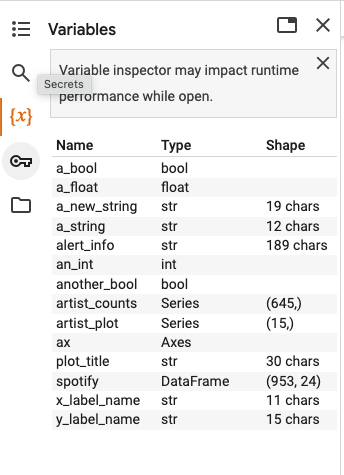 Variables
Variable inspector may impact runtime
Secrets
performance while open.
{x}
Name Type Shape
a_bool bool
a_float float
a_new_string str 19 chars
a_string str 12 chars
alert_info str 189 chars
an_int int
another_bool bool
artist_counts Series (645,)
artist_plot Series (15,)
ax Axes
plot_title str 30 chars
spotify DataFrame (953, 24)
x_label_name str 11 chars
y_label_name str 15 chars